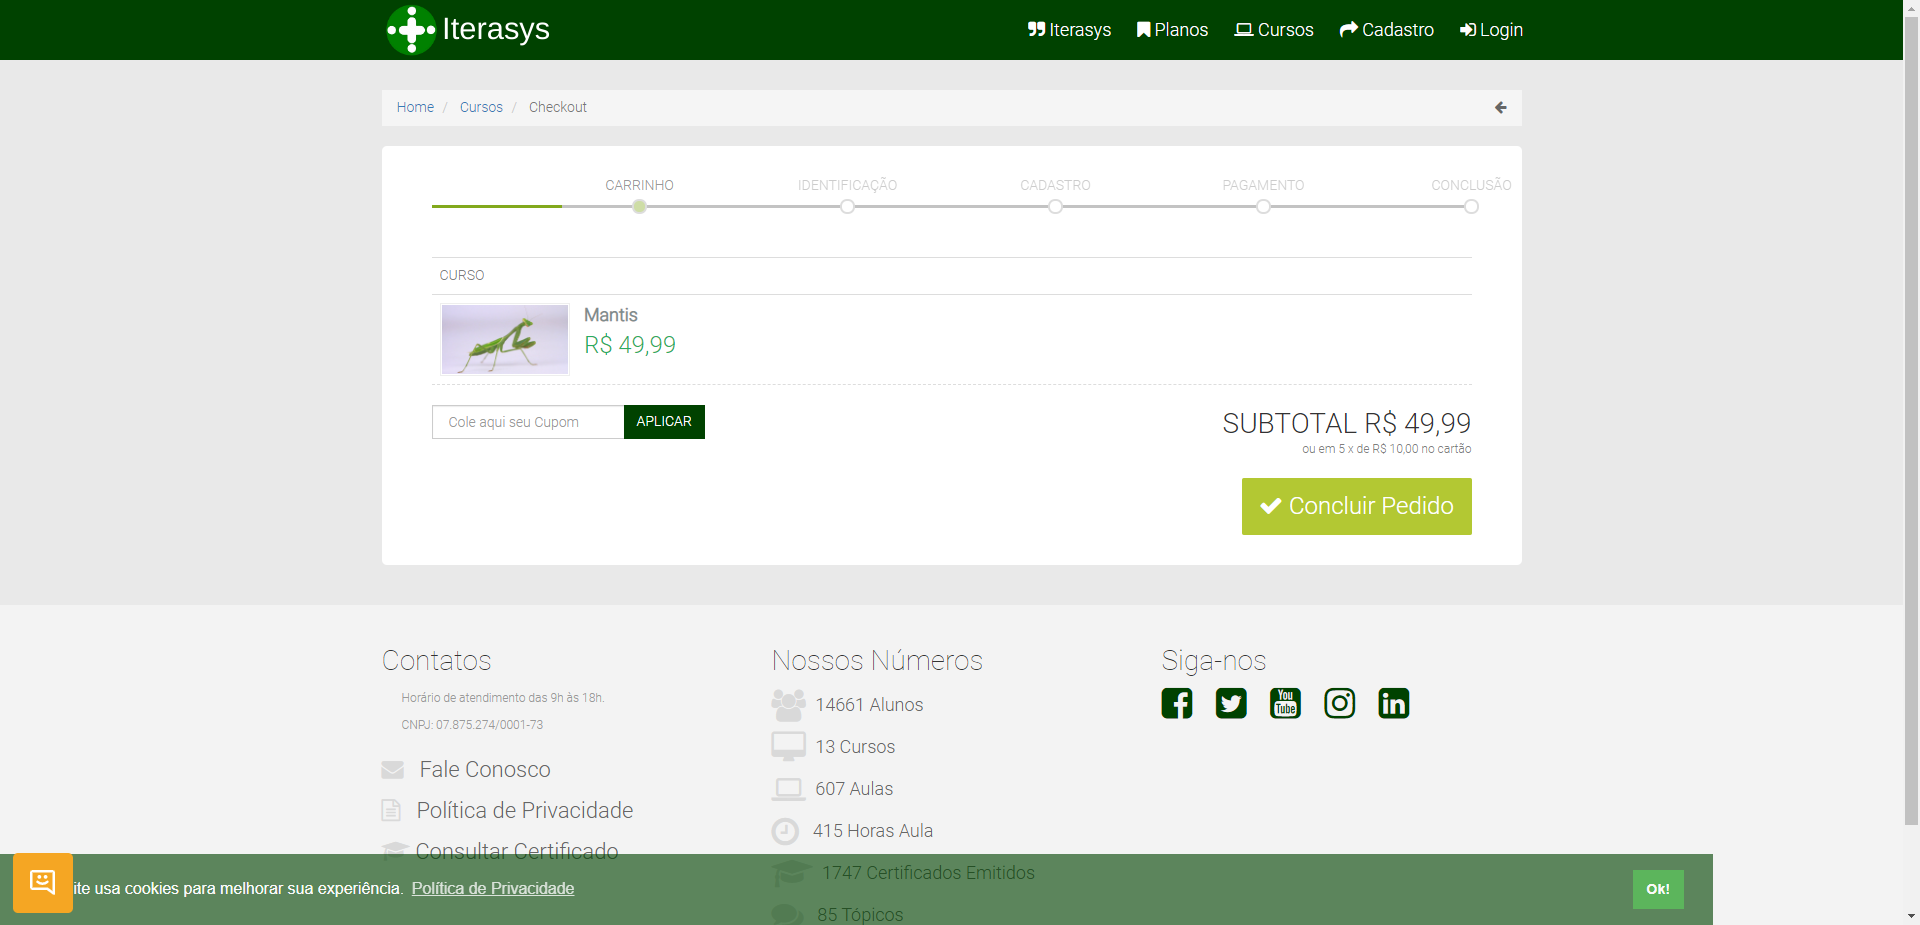 Iterasys
Iterasys Planos Cursos Cadastro Login
Home / Cursos / Checkout
CARRINHO IDENTIFICAÇÃO CADASTRO PAGAMENTO CONCLUSÃO
CURSO
Mantis
R$ 49,99
Cole aqui seu Cupom APLICAR
SUBTOTAL R$ 49,99
ou em 5 x de R$ 10,00 no cartão
Concluir Pedido
Contatos
Horário de atendimento das 9h às 18h.
CNPJ: 07.875.274/0001-73
Fale Conosco
Política de Privacidade
Consultar Certificado
Nossos Números
14661 Alunos
13 Cursos
607 Aulas
415 Horas Aula
1747 Certificados Emitidos
85 Tópicos
Siga-nos
You
Tube
in
ite usa cookies para melhorar sua experiência. Política de Privacidade
Ok!